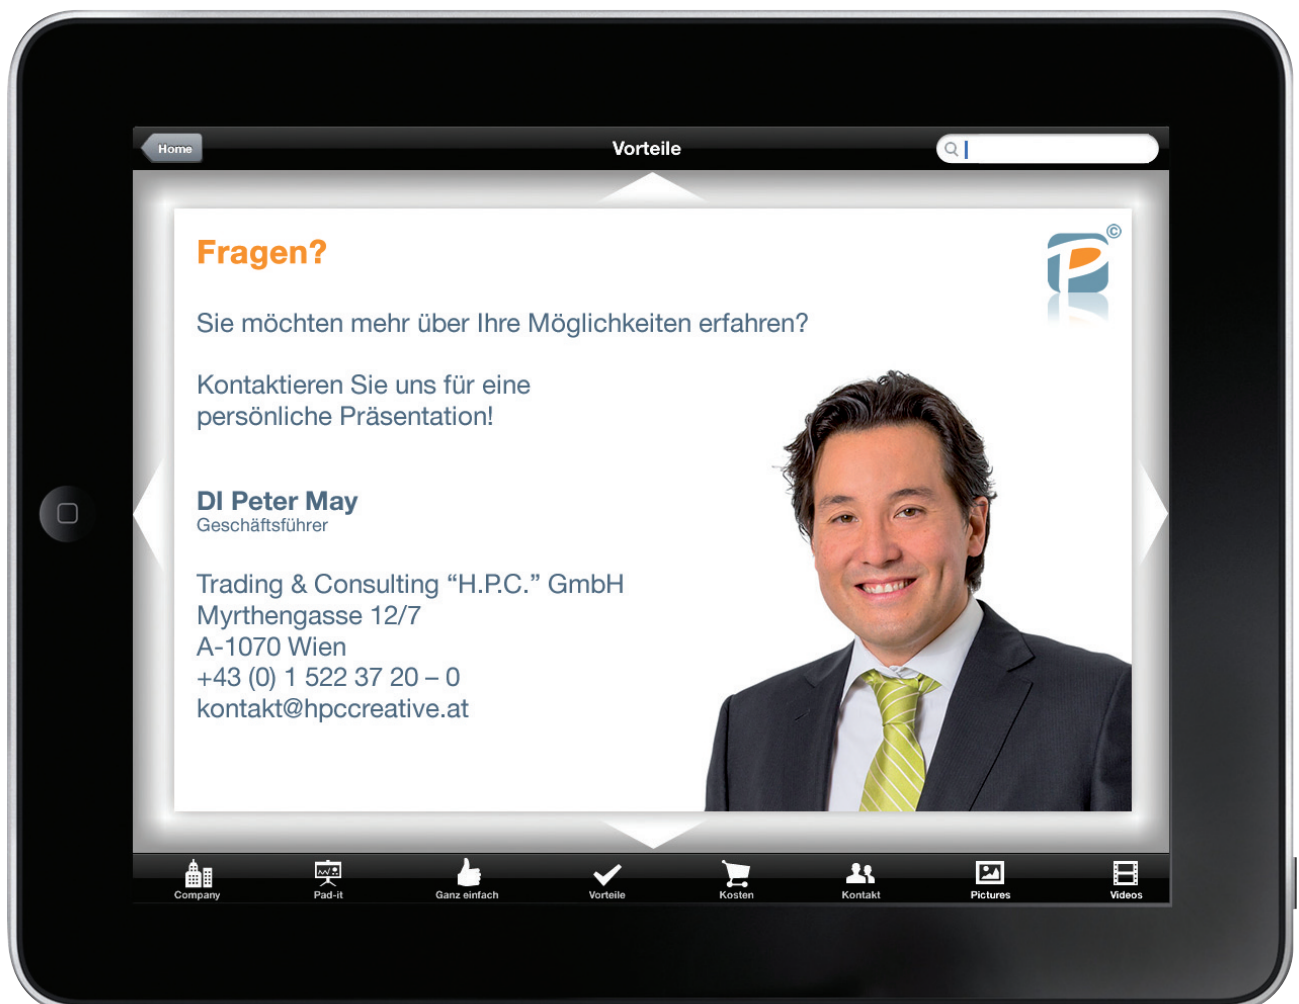 Home
Vorteile
©
P
Fragen?
Sie möchten mehr über Ihre Möglichkeiten erfahren?
Kontaktieren Sie uns für eine
persönliche Präsentation!
DI Peter May
Geschäftsführer
Trading & Consulting “H.P.C.” GmbH
Myrthengasse 12/7
A-1070 Wien
+43 (0) 1 522 37 20 – 0
kontakt@hpccreative.at
Company Pad-it Ganz einfach Vorteile Kosten Kontakt Pictures Videos